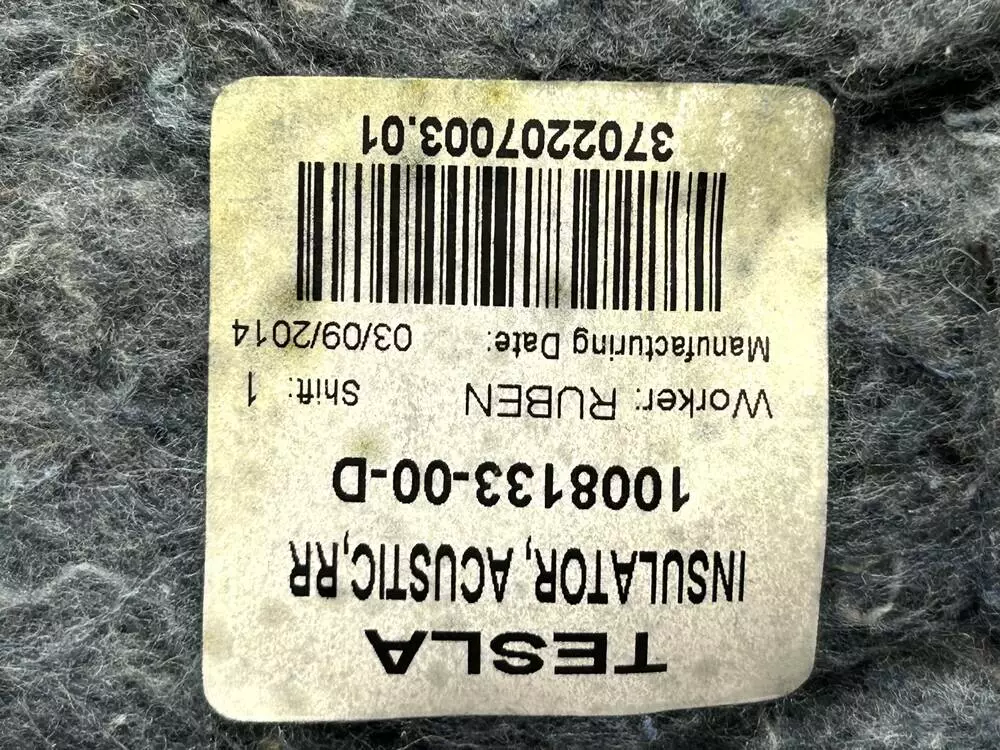 TESLA
INSULATOR, ACUSTIC,RR
1008133-00-D
Worker: RUBEN Shift: 1
Manufacturing Date: 03/09/2014
3702207003.01